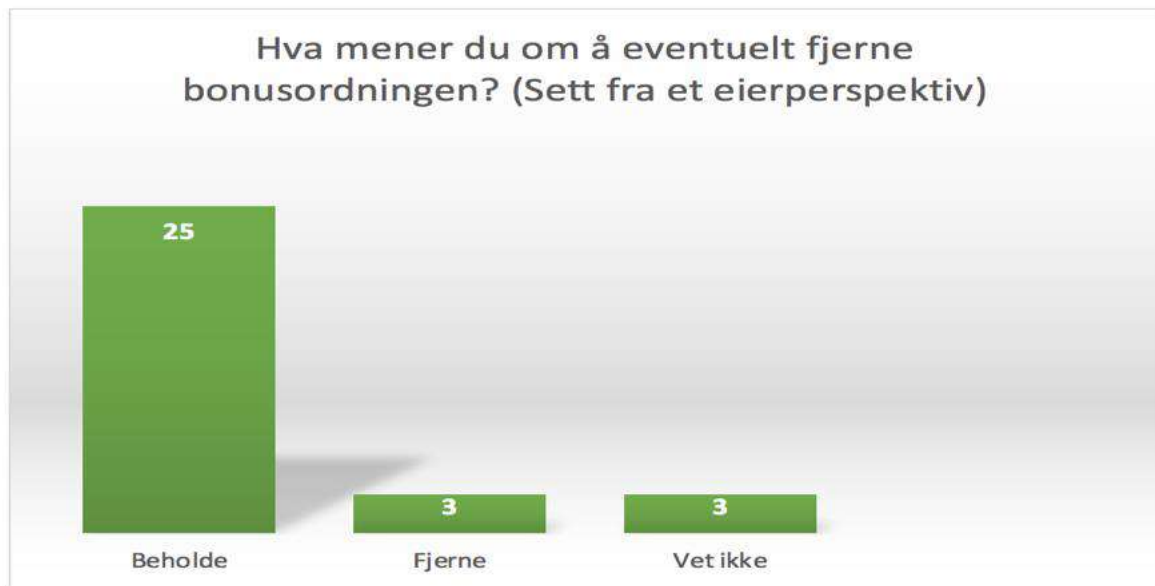 Hva mener du om å eventuelt fjerne
bonusordningen? (Sett fra et eierperspektiv)
25
3
3
Beholde
Fjerne
Vet ikke